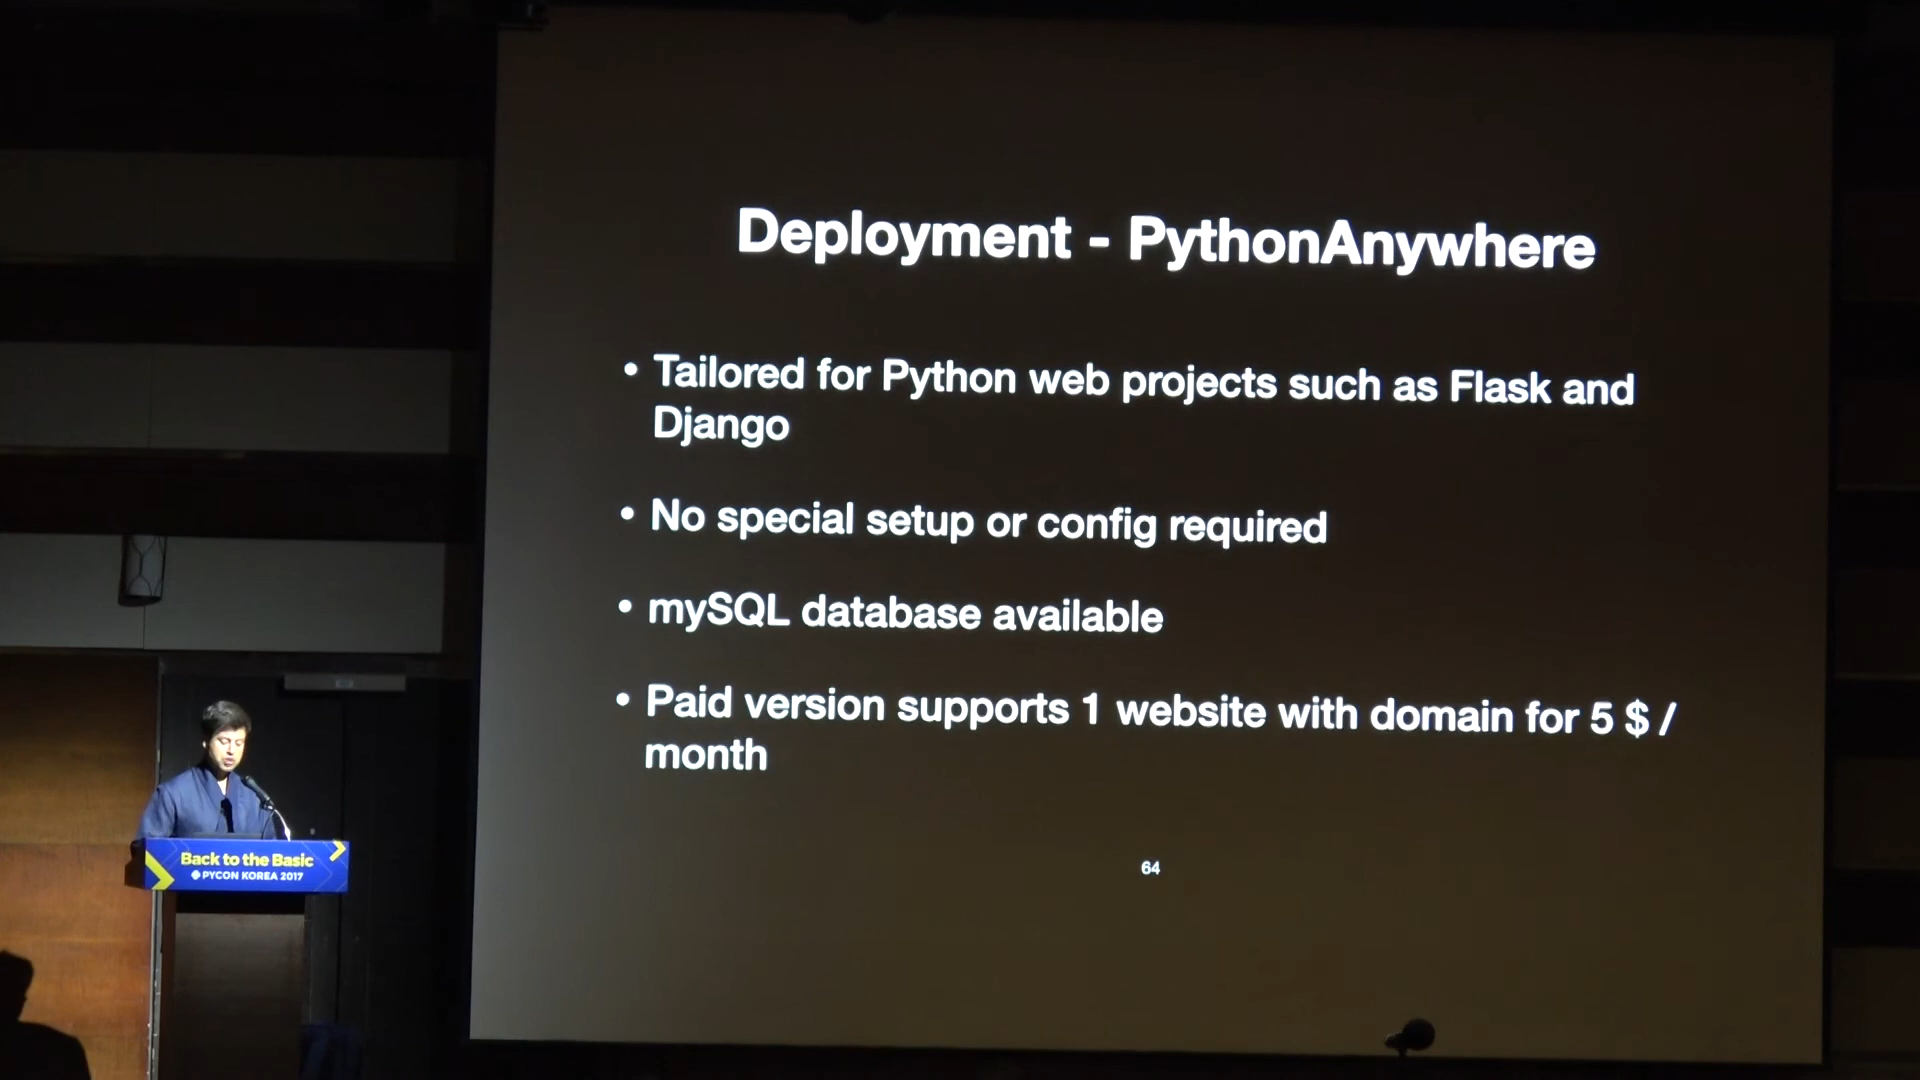 Deployment - PythonAnywhere
• Tailored for Python web projects such as Flask and
Django
• No special setup or config required
• mySQL database available
• Paid version supports 1 website with domain for 5 $ /
month
64
Back to the Basic
PYCON KOREA 2017